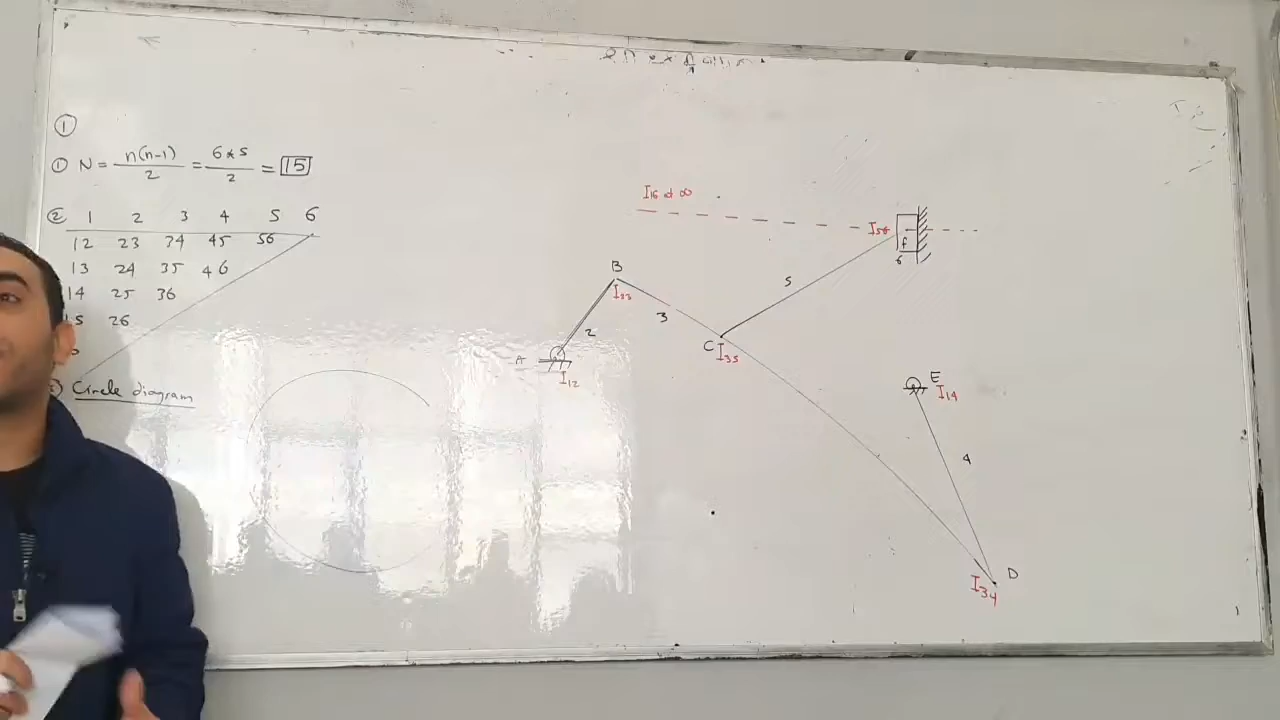 ①
① N = n(n-1)/2 = 6*5/2 = 15
② 1 2 3 4 5 6
12 23 34 45 56
13 24 35 46
14 25 36
15 26
Circle diagram
I16 at ∞
I56
f
6
5
B
I23
3
2
A
I12
C
I35
E
I14
4
D
I34